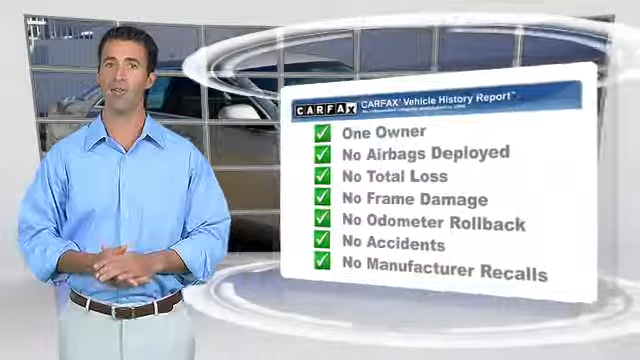 CARFAX CARFAX® Vehicle History Report™
One Owner
No Airbags Deployed
No Total Loss
No Frame Damage
No Odometer Rollback
No Accidents
No Manufacturer Recalls